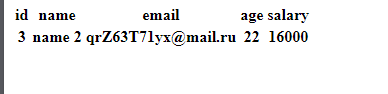 id name email age salary
3 name 2 qrZ63T71yx@mail.ru 22 16000